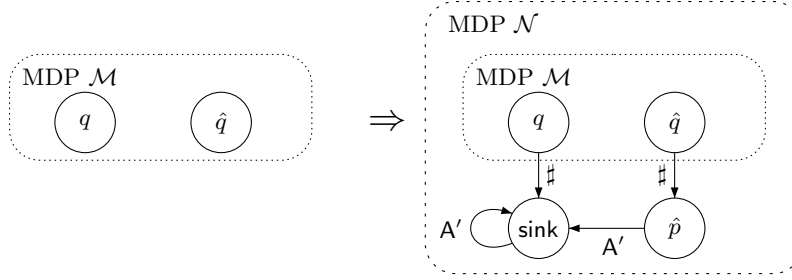 MDP 𝒩
MDP ℳ
MDP ℳ
q
q̂
⇒
q
q̂
♯
♯
A′
sink
A′
p̂